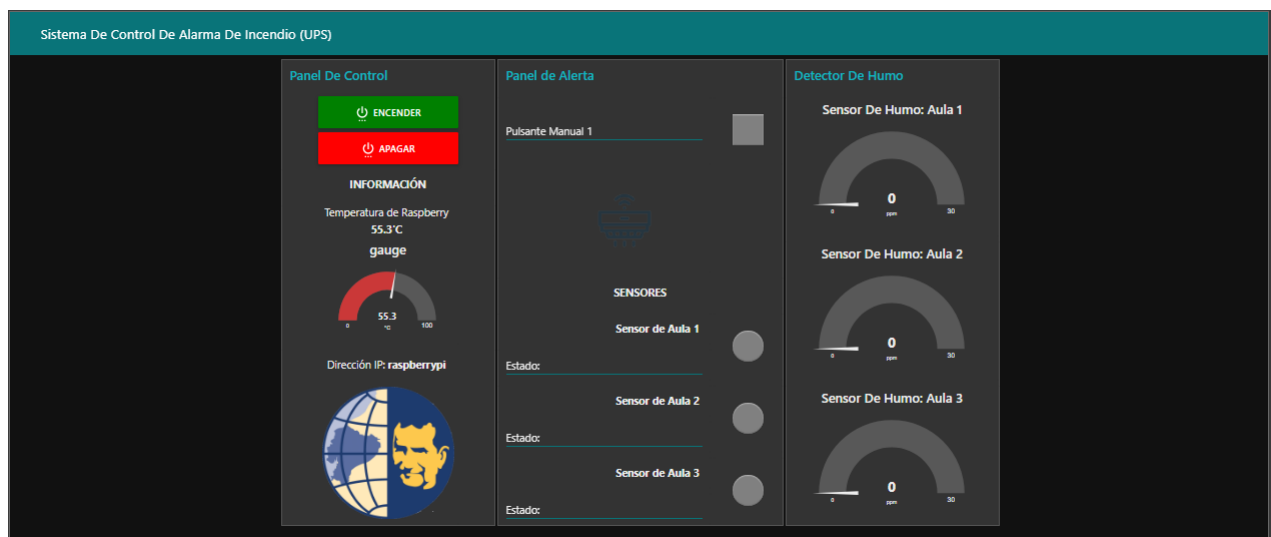 Sistema De Control De Alarma De Incendio (UPS)
Panel De Control
ENCENDER
APAGAR
INFORMACIÓN
Temperatura de Raspberry
55.3°C
gauge
55.3
°C
0
100
Dirección IP: raspberrypi
Panel de Alerta
Pulsante Manual 1
SENSORES
Sensor de Aula 1
Estado:
Sensor de Aula 2
Estado:
Sensor de Aula 3
Estado:
Detector De Humo
Sensor De Humo: Aula 1
0
ppm
0
30
Sensor De Humo: Aula 2
0
ppm
0
30
Sensor De Humo: Aula 3
0
ppm
0
30